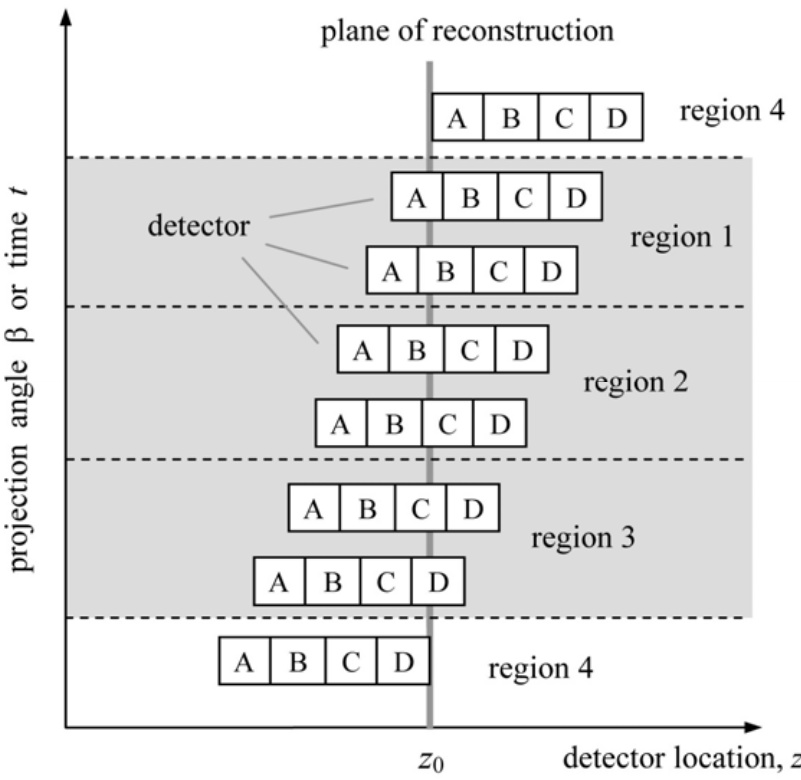 plane of reconstruction
A B C D
region 4
A B C D
detector
region 1
A B C D
A B C D
region 2
A B C D
A B C D
region 3
A B C D
A B C D
region 4
projection angle β or time t
z0
detector location, z